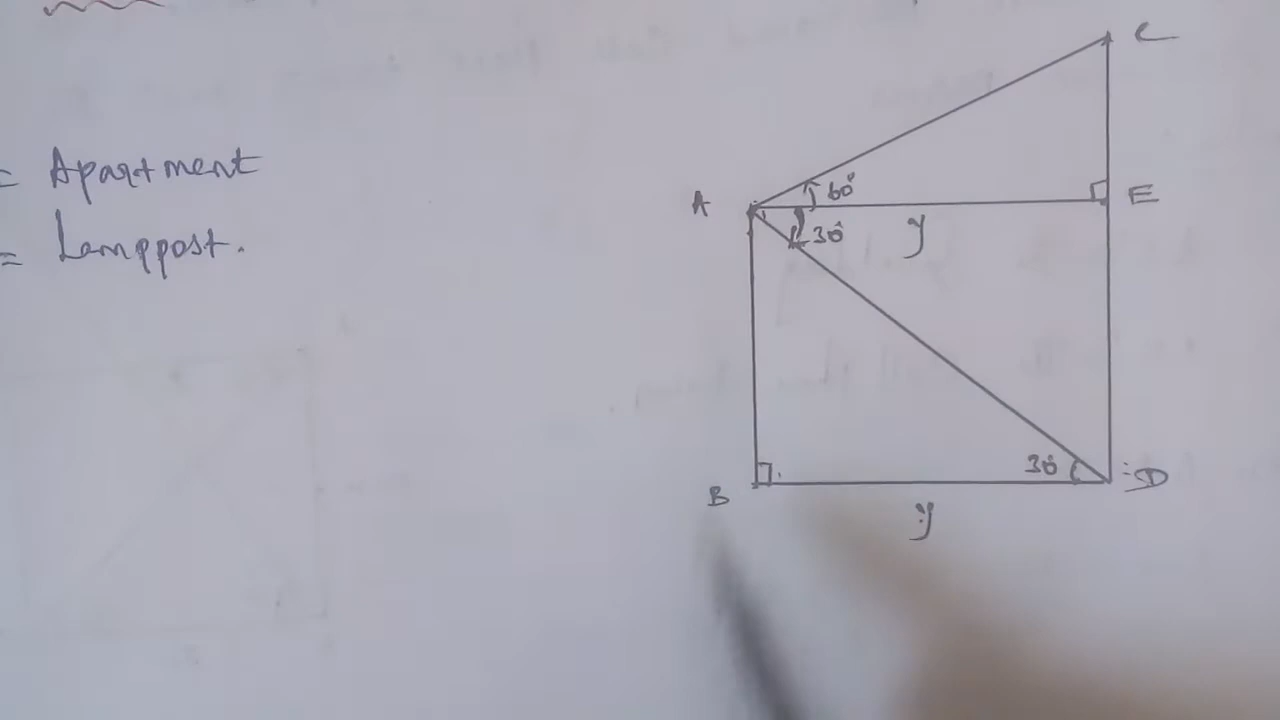 = Apartment
= Lamppost.
C
A
60°
E
30°
y
30°
D
B
y